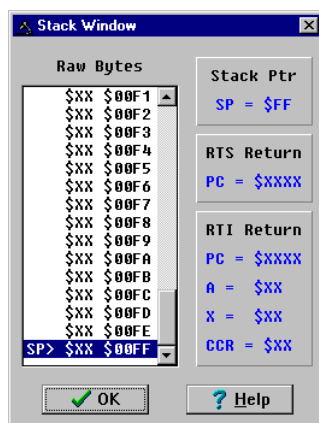 Stack Window
Raw Bytes
$XX $00F1
$XX $00F2
$XX $00F3
$XX $00F4
$XX $00F5
$XX $00F6
$XX $00F7
$XX $00F8
$XX $00F9
$XX $00FA
$XX $00FB
$XX $00FC
$XX $00FD
$XX $00FE
SP> $XX $00FF
Stack Ptr
SP = $FF
RTS Return
PC = $XXXX
RTI Return
PC = $XXXX
A = $XX
X = $XX
CCR = $XX
OK
? Help